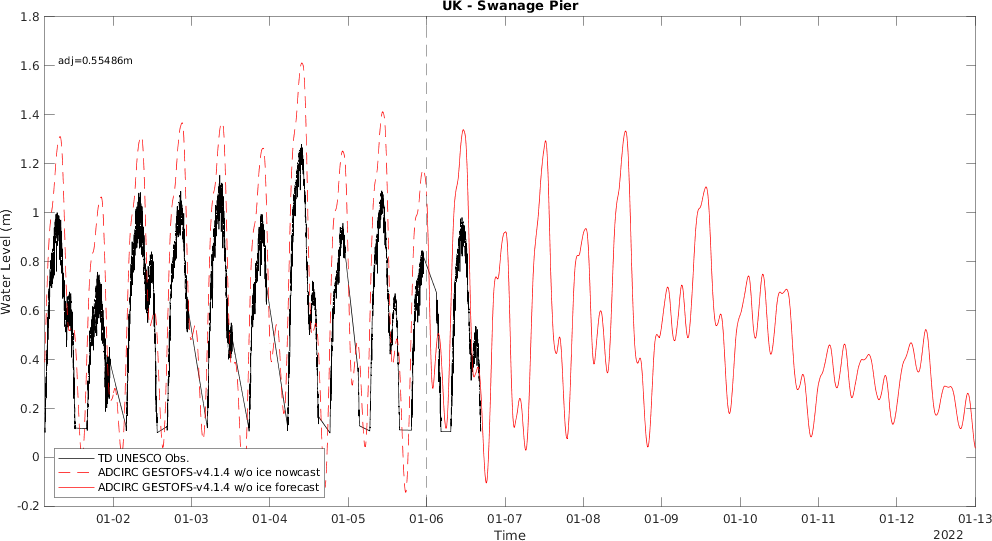 UK - Swanage Pier
1.8
1.6
1.4
1.2
1
0.8
0.6
0.4
0.2
0
-0.2
Water Level (m)
adj=0.55486m
TD UNESCO Obs.
ADCIRC GESTOFS-v4.1.4 w/o ice nowcast
ADCIRC GESTOFS-v4.1.4 w/o ice forecast
01-02 01-03 01-04 01-05 01-06 01-07 01-08 01-09 01-10 01-11 01-12 01-13
Time
2022